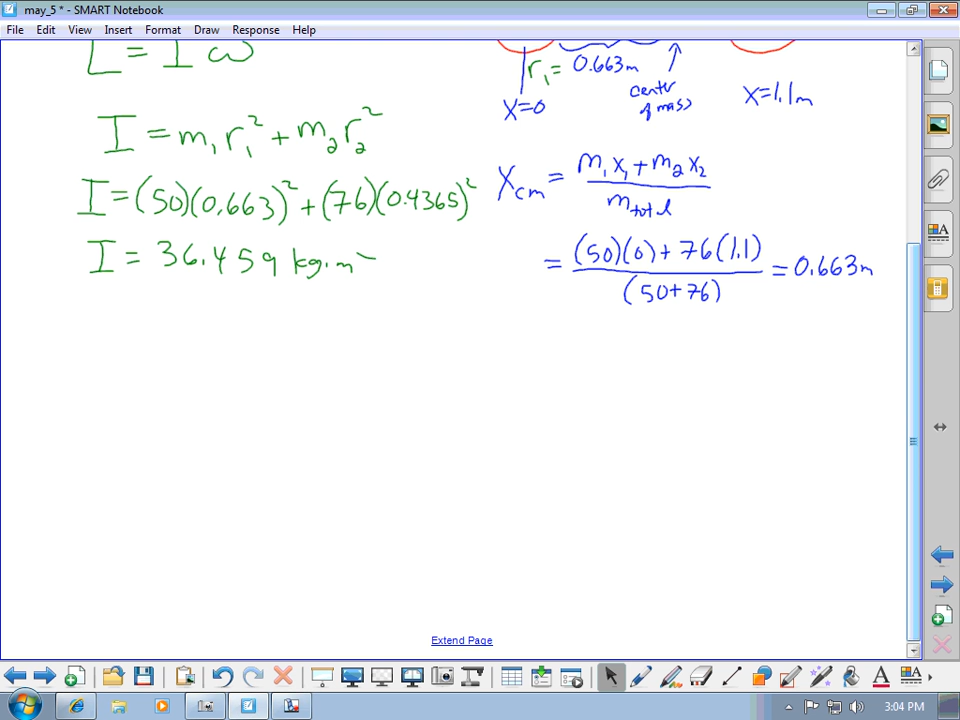 may_5 * - SMART Notebook
File Edit View Insert Format Draw Response Help
L = I ω
I = m₁r₁² + m₂r₂²
I = (50)(0.663)² + (76)(0.4365)²
I = 36.459 kg.m
r₁ = 0.663m
x=0
center
of mass
x=1.1m
Xcm = m₁x₁+m₂x₂ / mtotal
= (50)(0)+76(1.1) / (50+76) = 0.663m
Extend Page
3:04 PM